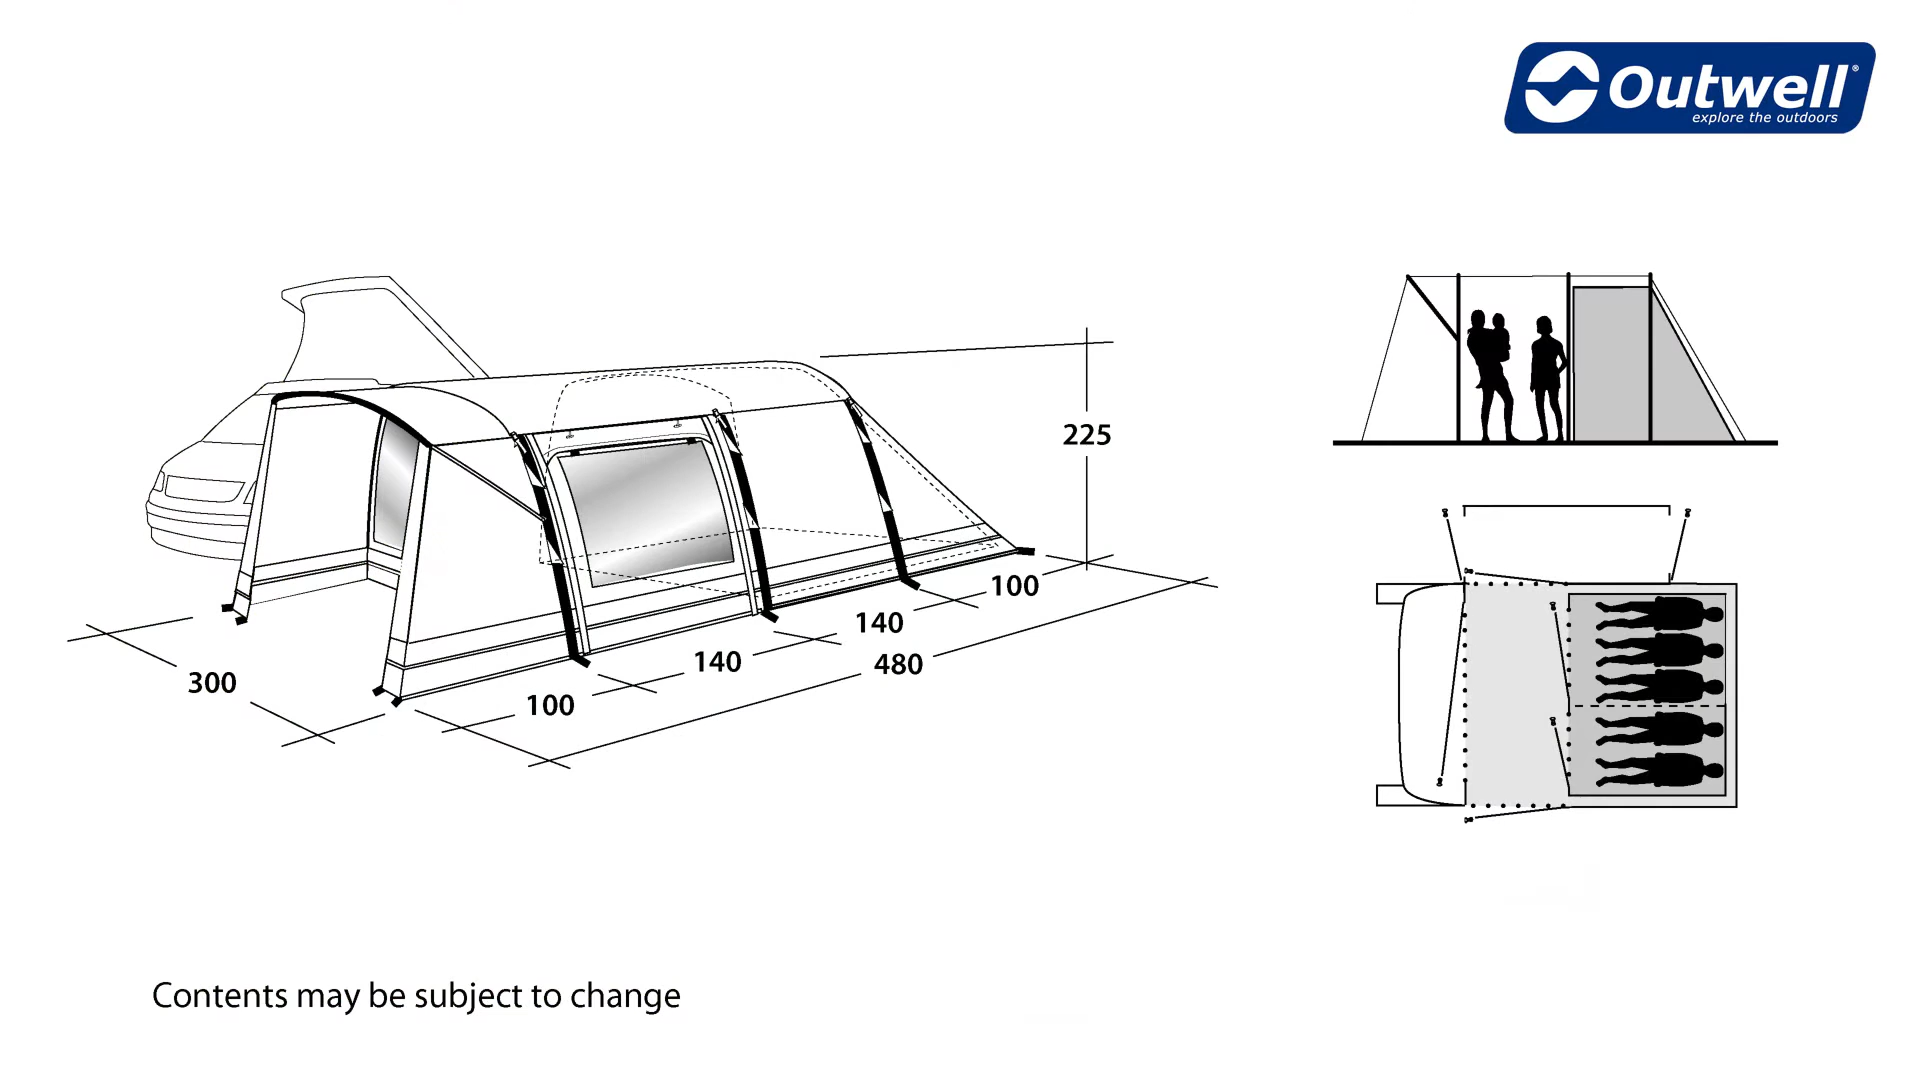 Outwell®
explore the outdoors
225
100
140
480
140
100
300
Contents may be subject to change